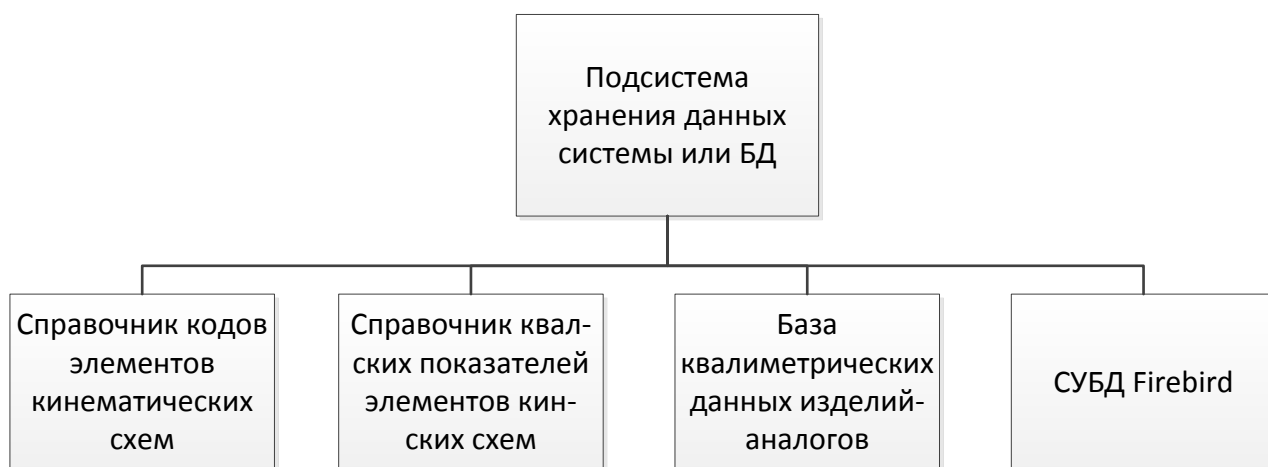 Подсистема
хранения данных
системы или БД
Справочник кодов
элементов
кинематических
схем
Справочник квал-
ских показателей
элементов кин-
ских схем
База
квалиметрических
данных изделий-
аналогов
СУБД Firebird